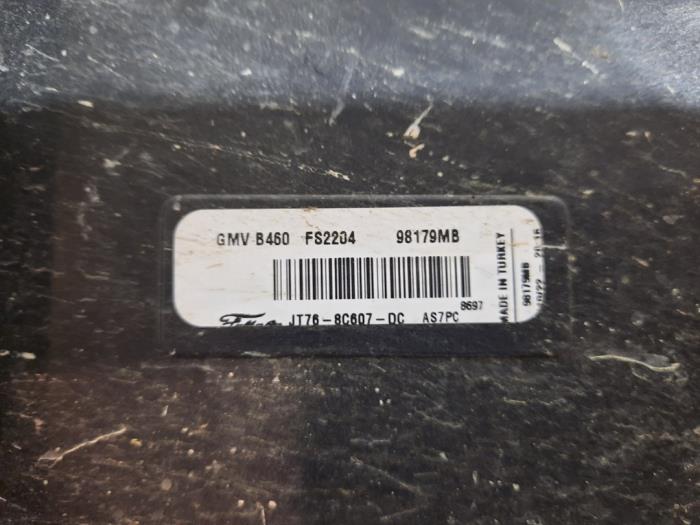 GMV B460 FS2204 98179MB
8697
JT76-8C607-DC AS7PC
MADE IN TURKEY
98179MB